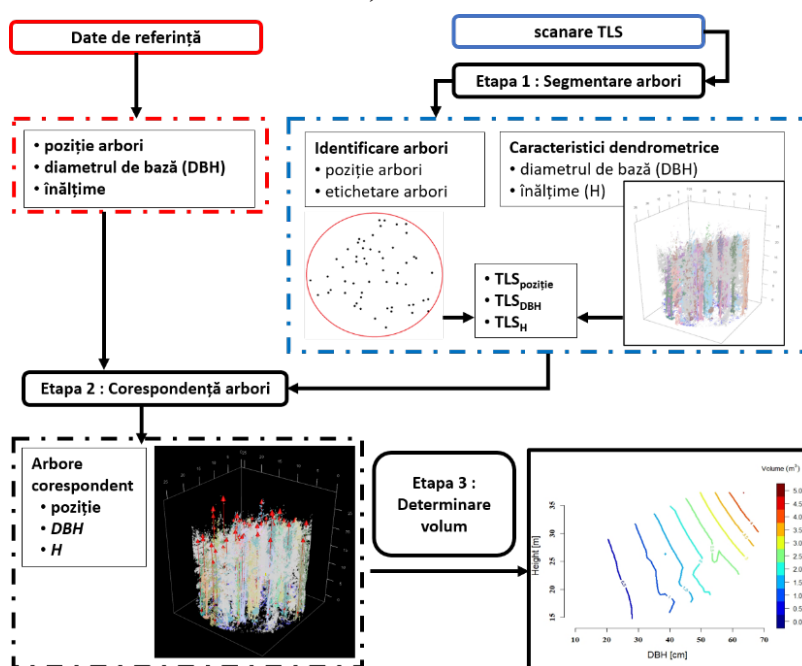 Date de referință
scanare TLS
Etapa 1 : Segmentare arbori
• poziție arbori
• diametrul de bază (DBH)
• înălțime
Identificare arbori
• poziție arbori
• etichetare arbori
Caracteristici dendrometrice
• diametrul de bază (DBH)
• înălțime (H)
• TLSpoziție
• TLSDBH
• TLSH
Etapa 2 : Corespondență arbori
Arbore
corespondent
• poziție
• DBH
• H
Etapa 3 :
Determinare
volum
Volume (m³)
5.0
4.5
4.0
3.5
3.0
2.5
2.0
1.5
1.0
0.5
0.0
Height [m]
35
30
25
20
15
10 20 30 40 50 60 70
DBH [cm]